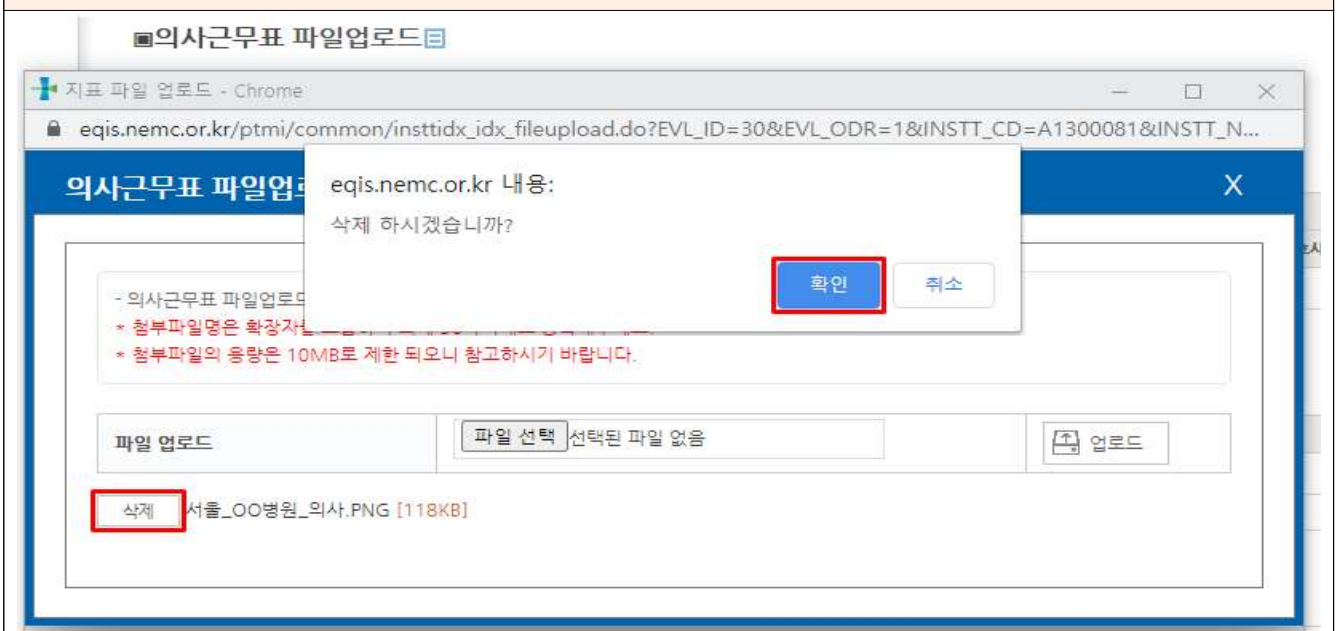 ▣의사근무표 파일업로드
지표 파일 업로드 - Chrome
eqis.nemc.or.kr/ptmi/common/insttidx_idx_fileupload.do?EVL_ID=30&EVL_ODR=1&INSTT_CD=A1300081&INSTT_N...
의사근무표 파일업로
X
eqis.nemc.or.kr 내용:
삭제 하시겠습니까?
확인
취소
- 의사근무표 파일업로드
* 첨부파일명은 확장자를
* 첨부파일의 용량은 10MB로 제한 되오니 참고하시기 바랍니다.
파일 업로드
파일 선택 선택된 파일 없음
업로드
삭제 서울_OO병원_의사.PNG [118KB]